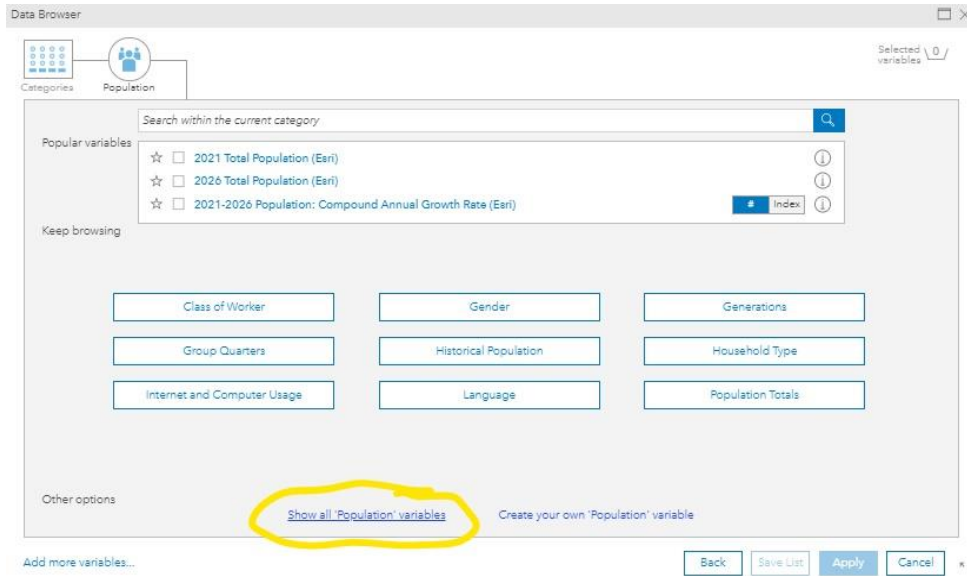 Data Browser
Selected variables 0
Categories
Population
Search within the current category
Popular variables
2021 Total Population (Esri)
2026 Total Population (Esri)
2021-2026 Population: Compound Annual Growth Rate (Esri)
# Index
Keep browsing
Class of Worker
Gender
Generations
Group Quarters
Historical Population
Household Type
Internet and Computer Usage
Language
Population Totals
Other options
Show all 'Population' variables
Create your own 'Population' variable
Add more variables...
Back
Save List
Apply
Cancel